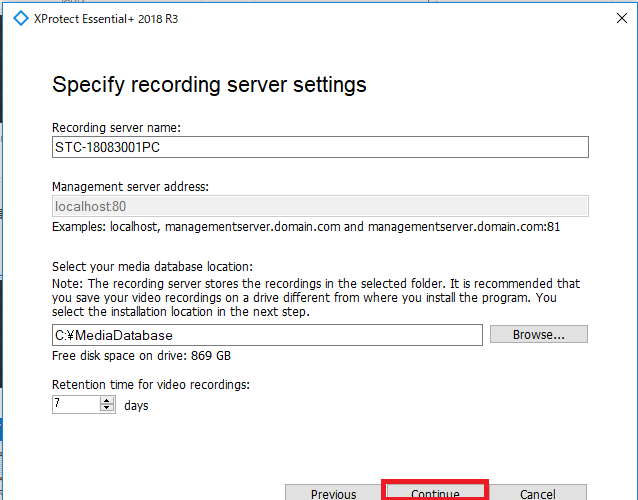 XProtect Essential+ 2018 R3
Specify recording server settings
Recording server name:
STC-18083001PC
Management server address:
localhost:80
Examples: localhost, managementserver.domain.com and managementserver.domain.com:81
Select your media database location:
Note: The recording server stores the recordings in the selected folder. It is recommended that
you save your video recordings on a drive different from where you install the program. You
select the installation location in the next step.
C:¥MediaDatabase
Browse...
Free disk space on drive: 869 GB
Retention time for video recordings:
7 days
Previous Continue Cancel